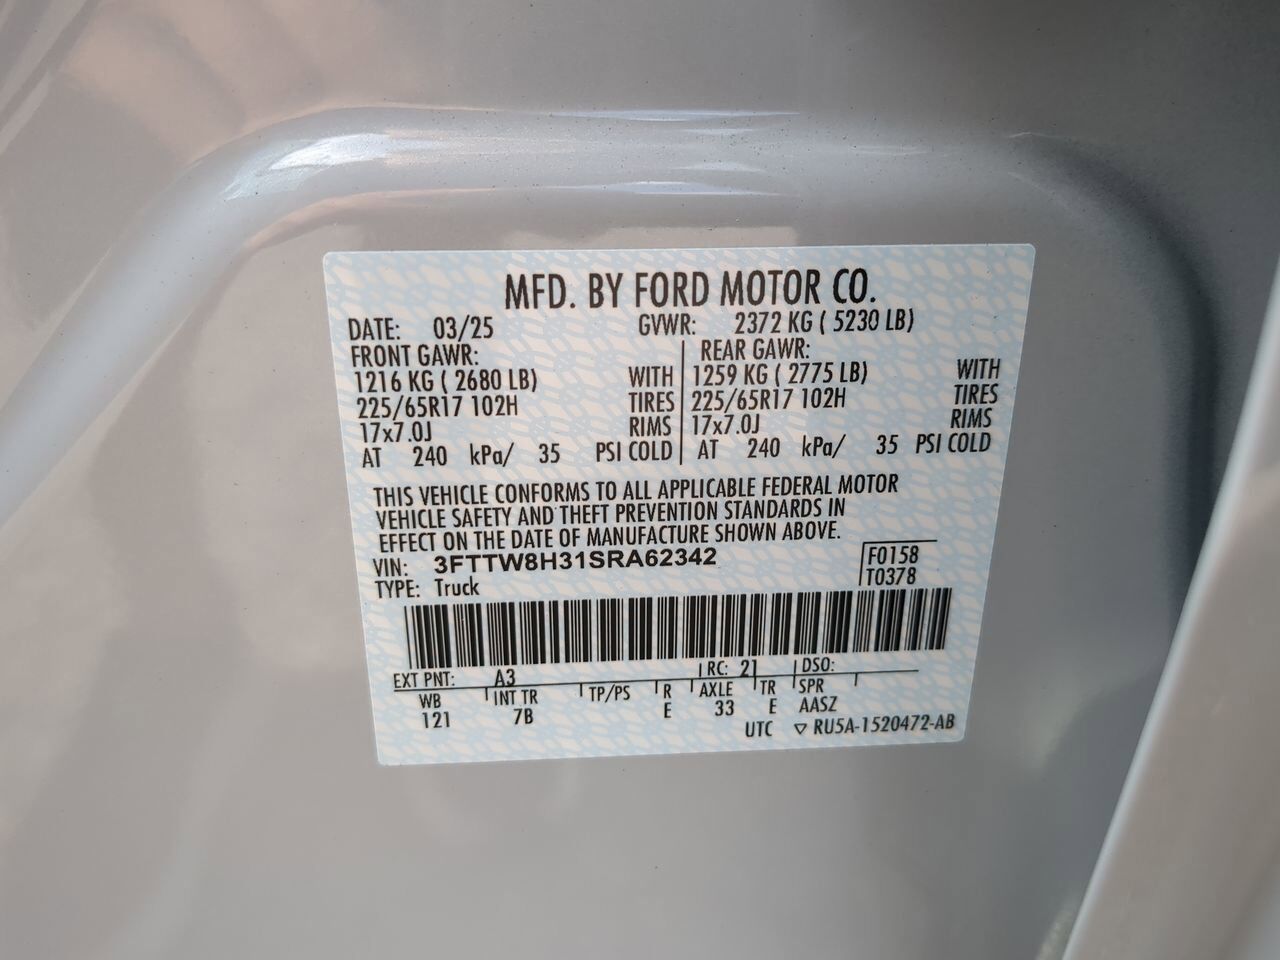 MFD. BY FORD MOTOR CO.
DATE: 03/25 GVWR: 2372 KG ( 5230 LB)
FRONT GAWR: REAR GAWR:
1216 KG ( 2680 LB) WITH 1259 KG ( 2775 LB) WITH
225/65R17 102H TIRES 225/65R17 102H TIRES
17x7.0J RIMS 17x7.0J RIMS
AT 240 kPa/ 35 PSI COLD AT 240 kPa/ 35 PSI COLD
THIS VEHICLE CONFORMS TO ALL APPLICABLE FEDERAL MOTOR
VEHICLE SAFETY AND THEFT PREVENTION STANDARDS IN
EFFECT ON THE DATE OF MANUFACTURE SHOWN ABOVE.
VIN: 3FTTW8H31SRA62342 F0158
TYPE: Truck T0378
EXT PNT: A3 RC: 21 DSO:
WB INT TR TP/PS R AXLE TR SPR
121 7B E 33 E AASZ
UTC ▽ RU5A-1520472-AB